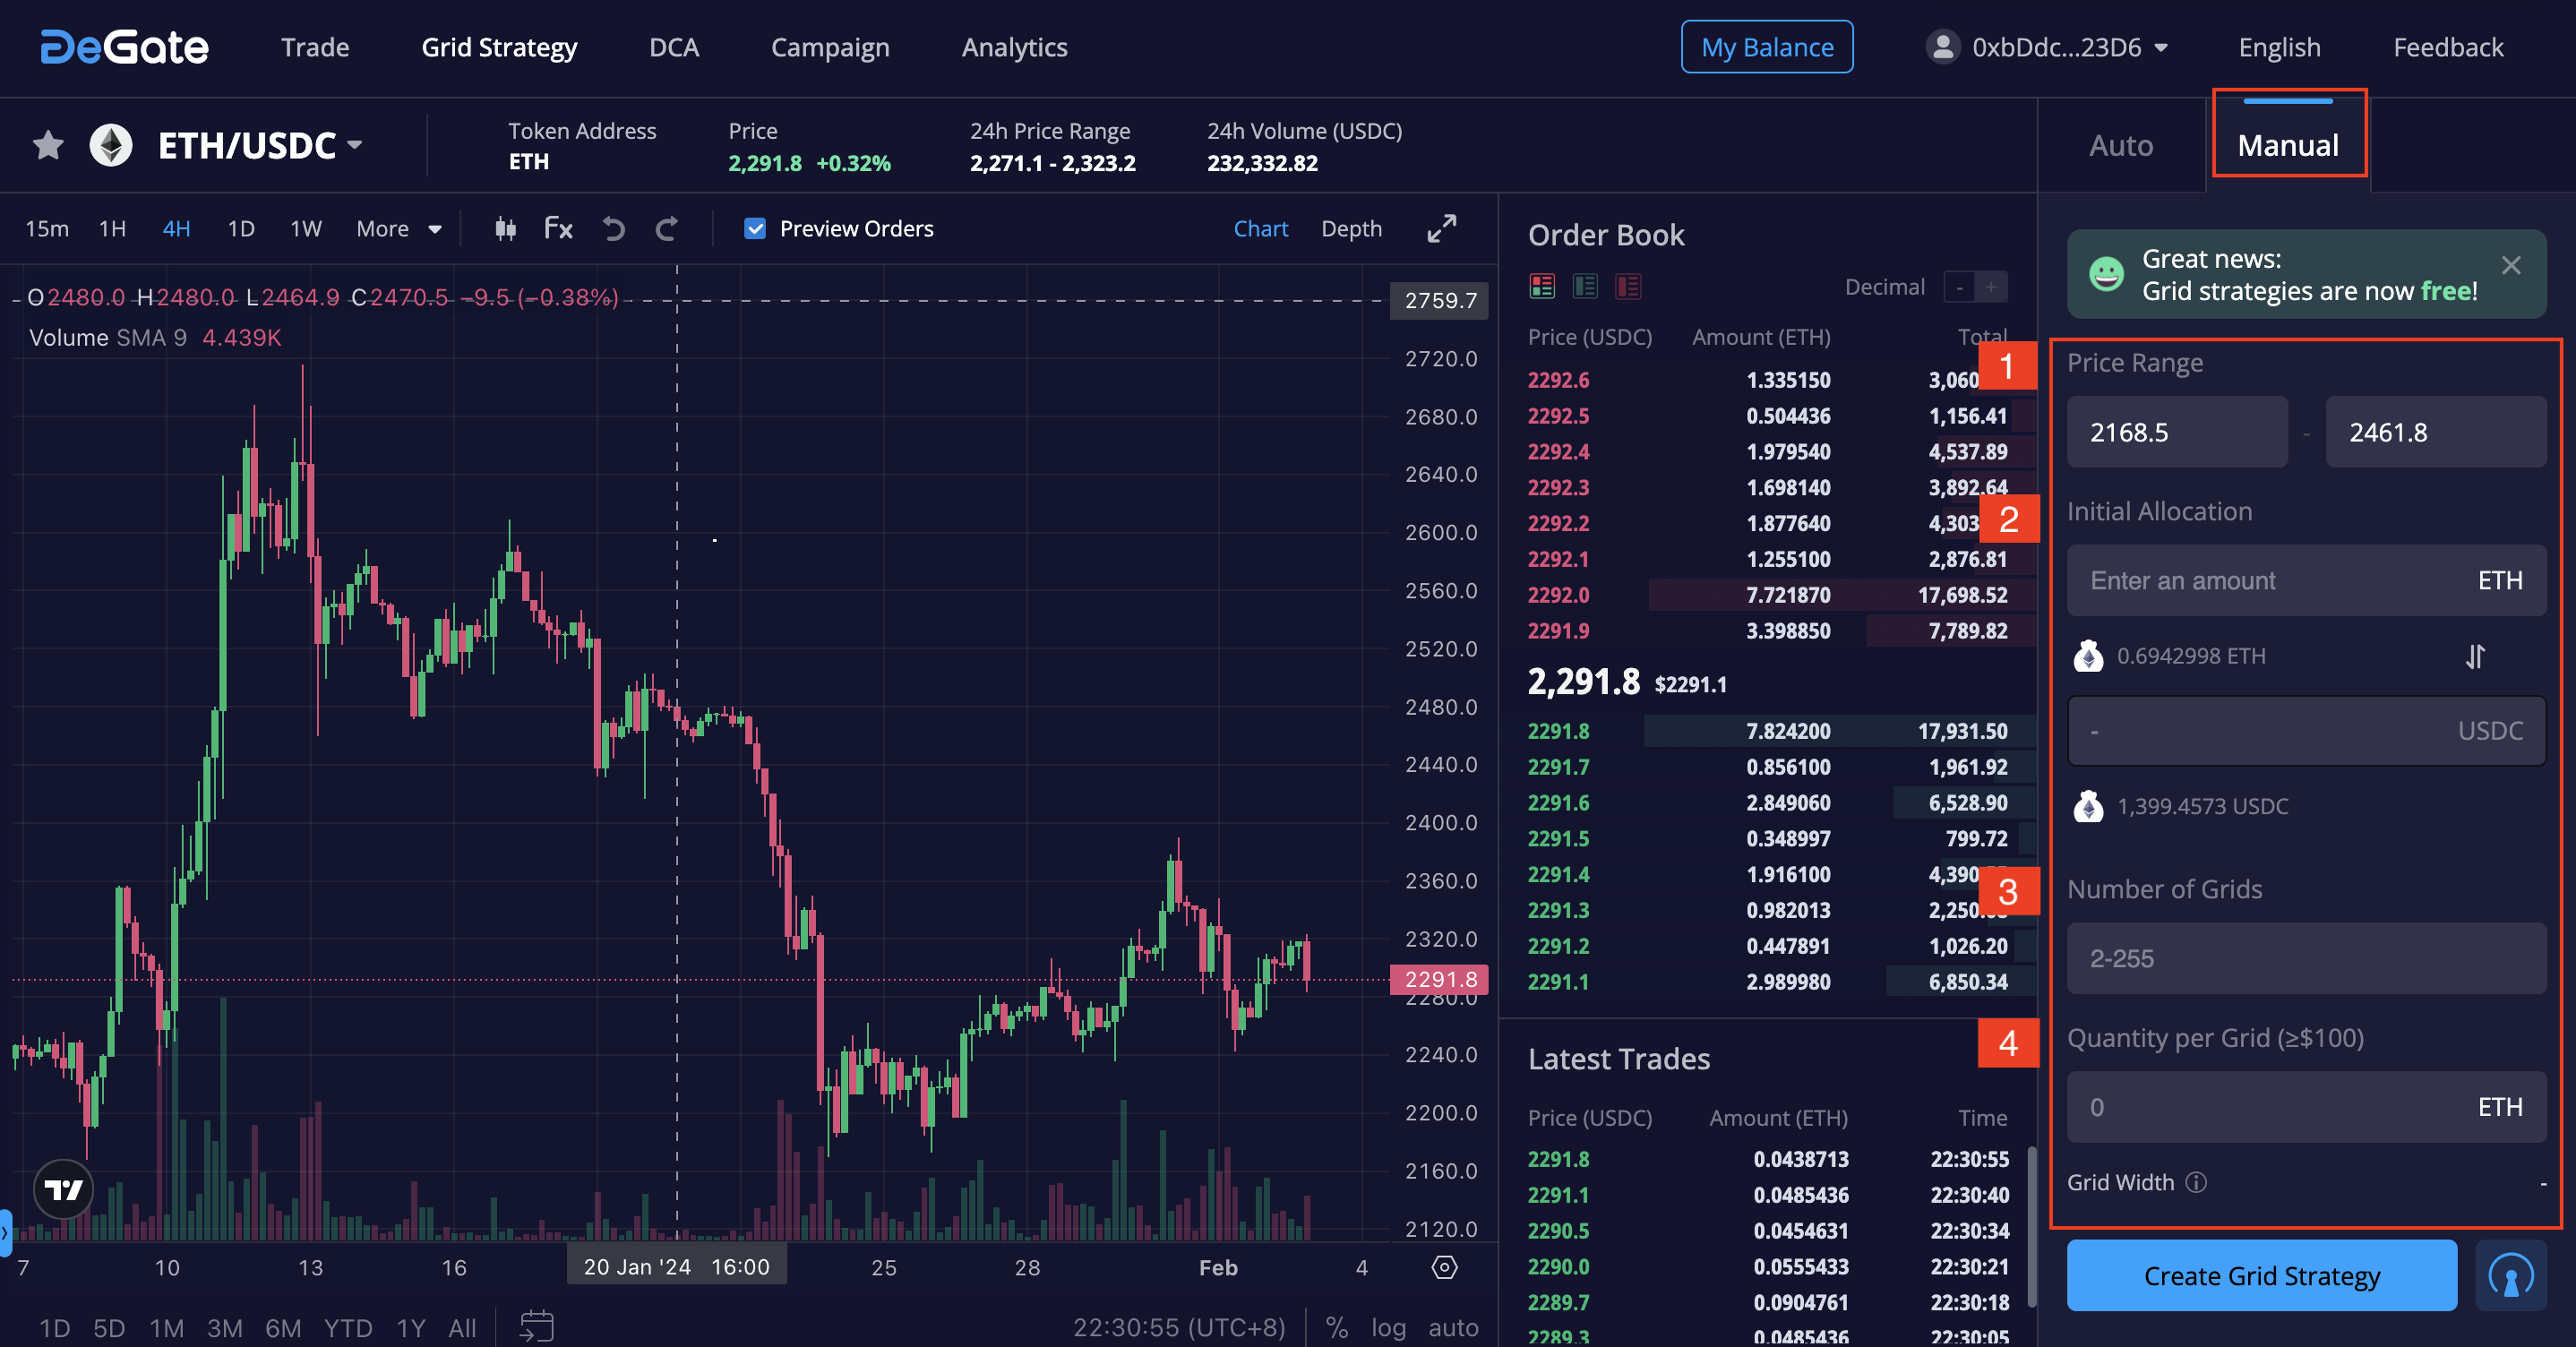 DeGate Trade Grid Strategy DCA Campaign Analytics My Balance 0xbDdc...23D6 English Feedback
ETH/USDC
Token Address
ETH
Price
2,291.8 +0.32%
24h Price Range
2,271.1 - 2,323.2
24h Volume (USDC)
232,332.82
Auto Manual
15m 1H 4H 1D 1W More Fx Preview Orders Chart Depth
O2480.0 H2480.0 L2464.9 C2470.5 −9.5 (−0.38%)
Volume SMA 9 4.439K
2759.7
2720.0
2680.0
2640.0
2600.0
2560.0
2520.0
2480.0
2440.0
2400.0
2360.0
2320.0
2291.8
2280.0
2240.0
2200.0
2160.0
2120.0
7 10 13 16 20 Jan '24 16:00 25 28 Feb 4
1D 5D 1M 3M 6M YTD 1Y All 22:30:55 (UTC+8) % log auto
Order Book
Decimal - +
Price (USDC) Amount (ETH) Total
2292.6 1.335150 3,060
2292.5 0.504436 1,156.41
2292.4 1.979540 4,537.89
2292.3 1.698140 3,892.64
2292.2 1.877640 4,303
2292.1 1.255100 2,876.81
2292.0 7.721870 17,698.52
2291.9 3.398850 7,789.82
2,291.8 $2291.1
2291.8 7.824200 17,931.50
2291.7 0.856100 1,961.92
2291.6 2.849060 6,528.90
2291.5 0.348997 799.72
2291.4 1.916100 4,390
2291.3 0.982013 2,250
2291.2 0.447891 1,026.20
2291.1 2.989980 6,850.34
Latest Trades
Price (USDC) Amount (ETH) Time
2291.8 0.0438713 22:30:55
2291.1 0.0485436 22:30:40
2290.5 0.0454631 22:30:34
2290.0 0.0555433 22:30:21
2289.7 0.0904761 22:30:18
2289.3 0.0485436 22:30:05
Great news:
Grid strategies are now free!
1 Price Range
2168.5 - 2461.8
2 Initial Allocation
Enter an amount ETH
0.6942998 ETH
- USDC
1,399.4573 USDC
3 Number of Grids
2-255
4 Quantity per Grid (≥$100)
0 ETH
Grid Width -
Create Grid Strategy